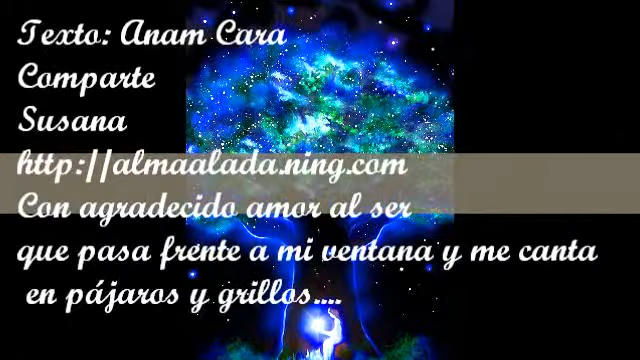 Texto: Anam Cara
Comparte
Susana
http://almaalada.ning.com
Con agradecido amor al ser
que pasa frente a mi ventana y me canta
en pájaros y grillos....